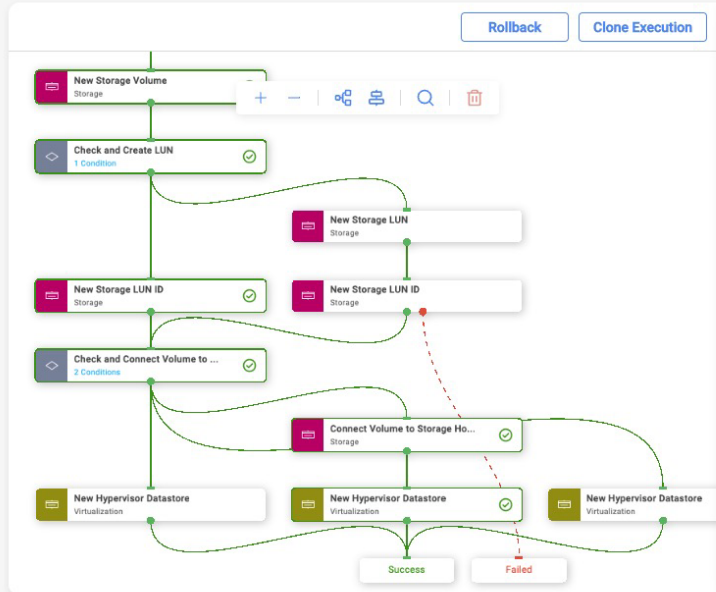 Rollback
Clone Execution
New Storage Volume
Storage
Check and Create LUN
1 Condition
New Storage LUN
Storage
New Storage LUN ID
Storage
New Storage LUN ID
Storage
Check and Connect Volume to ...
2 Conditions
Connect Volume to Storage Ho...
Storage
New Hypervisor Datastore
Virtualization
New Hypervisor Datastore
Virtualization
New Hypervisor Datastore
Virtualization
Success
Failed